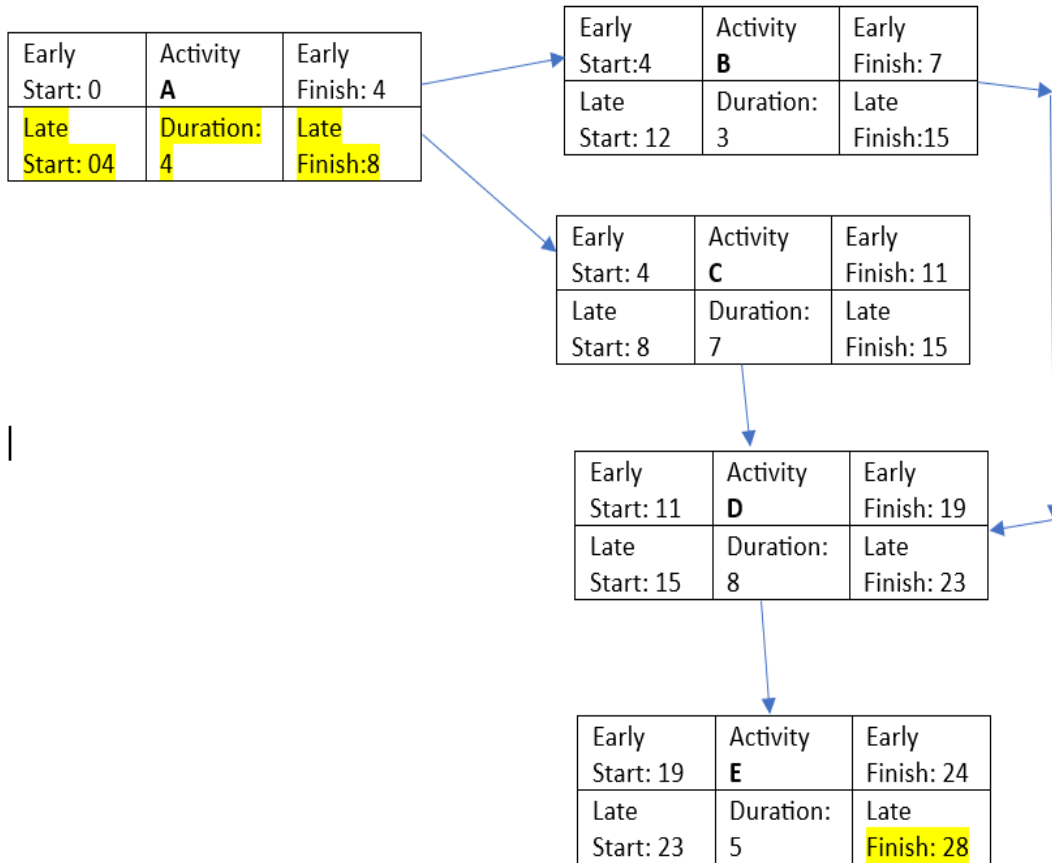 Early Activity Early
Start: 0 A Finish: 4
Late Duration: Late
Start: 04 4 Finish:8
Early Activity Early
Start:4 B Finish: 7
Late Duration: Late
Start: 12 3 Finish:15
Early Activity Early
Start: 4 C Finish: 11
Late Duration: Late
Start: 8 7 Finish: 15
Early Activity Early
Start: 11 D Finish: 19
Late Duration: Late
Start: 15 8 Finish: 23
Early Activity Early
Start: 19 E Finish: 24
Late Duration: Late
Start: 23 5 Finish: 28